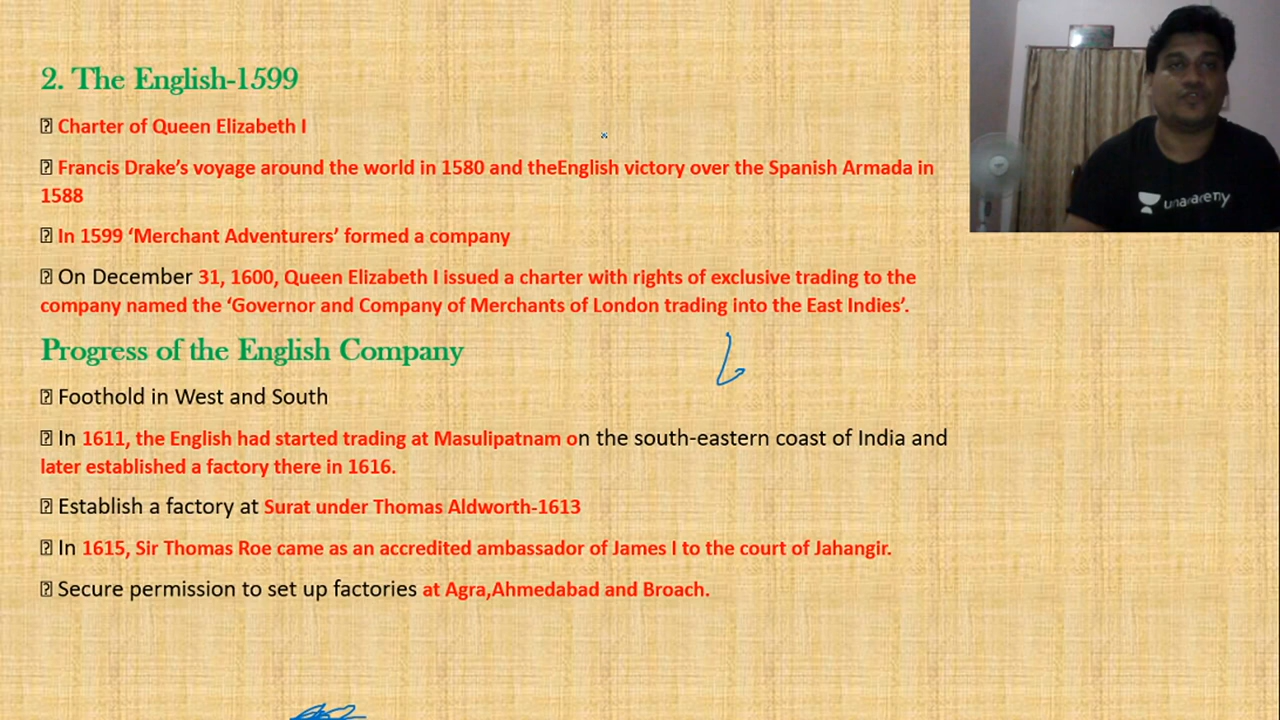 2. The English-1599
Charter of Queen Elizabeth I
Francis Drake’s voyage around the world in 1580 and theEnglish victory over the Spanish Armada in
1588
In 1599 ‘Merchant Adventurers’ formed a company
On December 31, 1600, Queen Elizabeth I issued a charter with rights of exclusive trading to the
company named the ‘Governor and Company of Merchants of London trading into the East Indies’.
Progress of the English Company
Foothold in West and South
In 1611, the English had started trading at Masulipatnam on the south-eastern coast of India and
later established a factory there in 1616.
Establish a factory at Surat under Thomas Aldworth-1613
In 1615, Sir Thomas Roe came as an accredited ambassador of James I to the court of Jahangir.
Secure permission to set up factories at Agra,Ahmedabad and Broach.